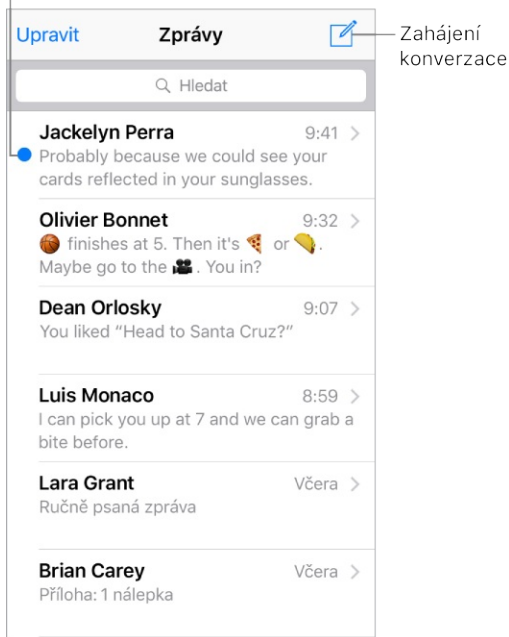 Upravit Zprávy
Zahájení
konverzace
Hledat
Jackelyn Perra 9:41
Probably because we could see your
cards reflected in your sunglasses.
Olivier Bonnet 9:32
🏀 finishes at 5. Then it's 🍕 or 🌮.
Maybe go to the 🎥. You in?
Dean Orlosky 9:07
You liked “Head to Santa Cruz?”
Luis Monaco 8:59
I can pick you up at 7 and we can grab a
bite before.
Lara Grant Včera
Ručně psaná zpráva
Brian Carey Včera
Příloha: 1 nálepka